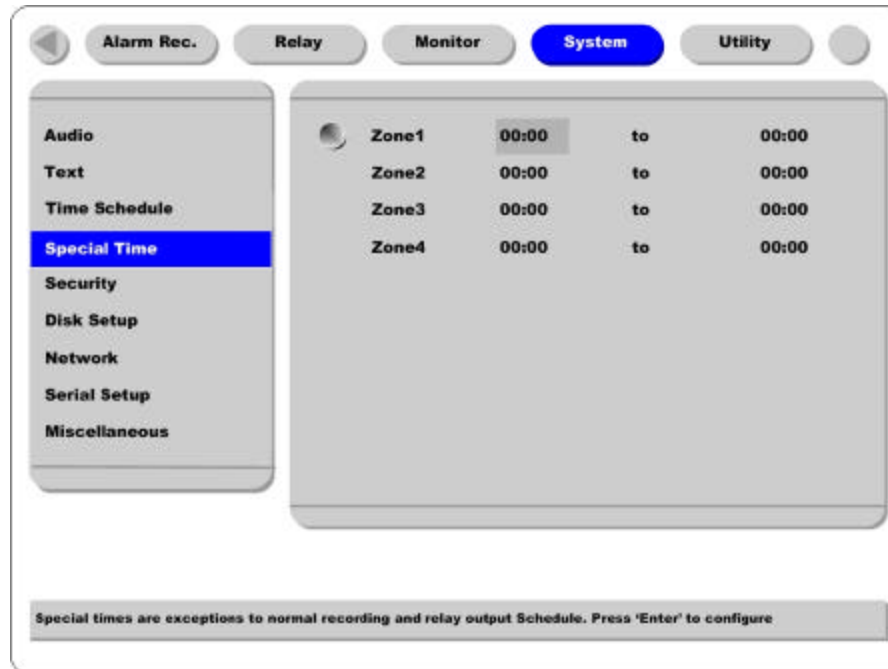 Alarm Rec. Relay Monitor System Utility
Audio
Text
Time Schedule
Special Time
Security
Disk Setup
Network
Serial Setup
Miscellaneous
Zone1 00:00 to 00:00
Zone2 00:00 to 00:00
Zone3 00:00 to 00:00
Zone4 00:00 to 00:00
Special times are exceptions to normal recording and relay output Schedule. Press ‘Enter’ to configure